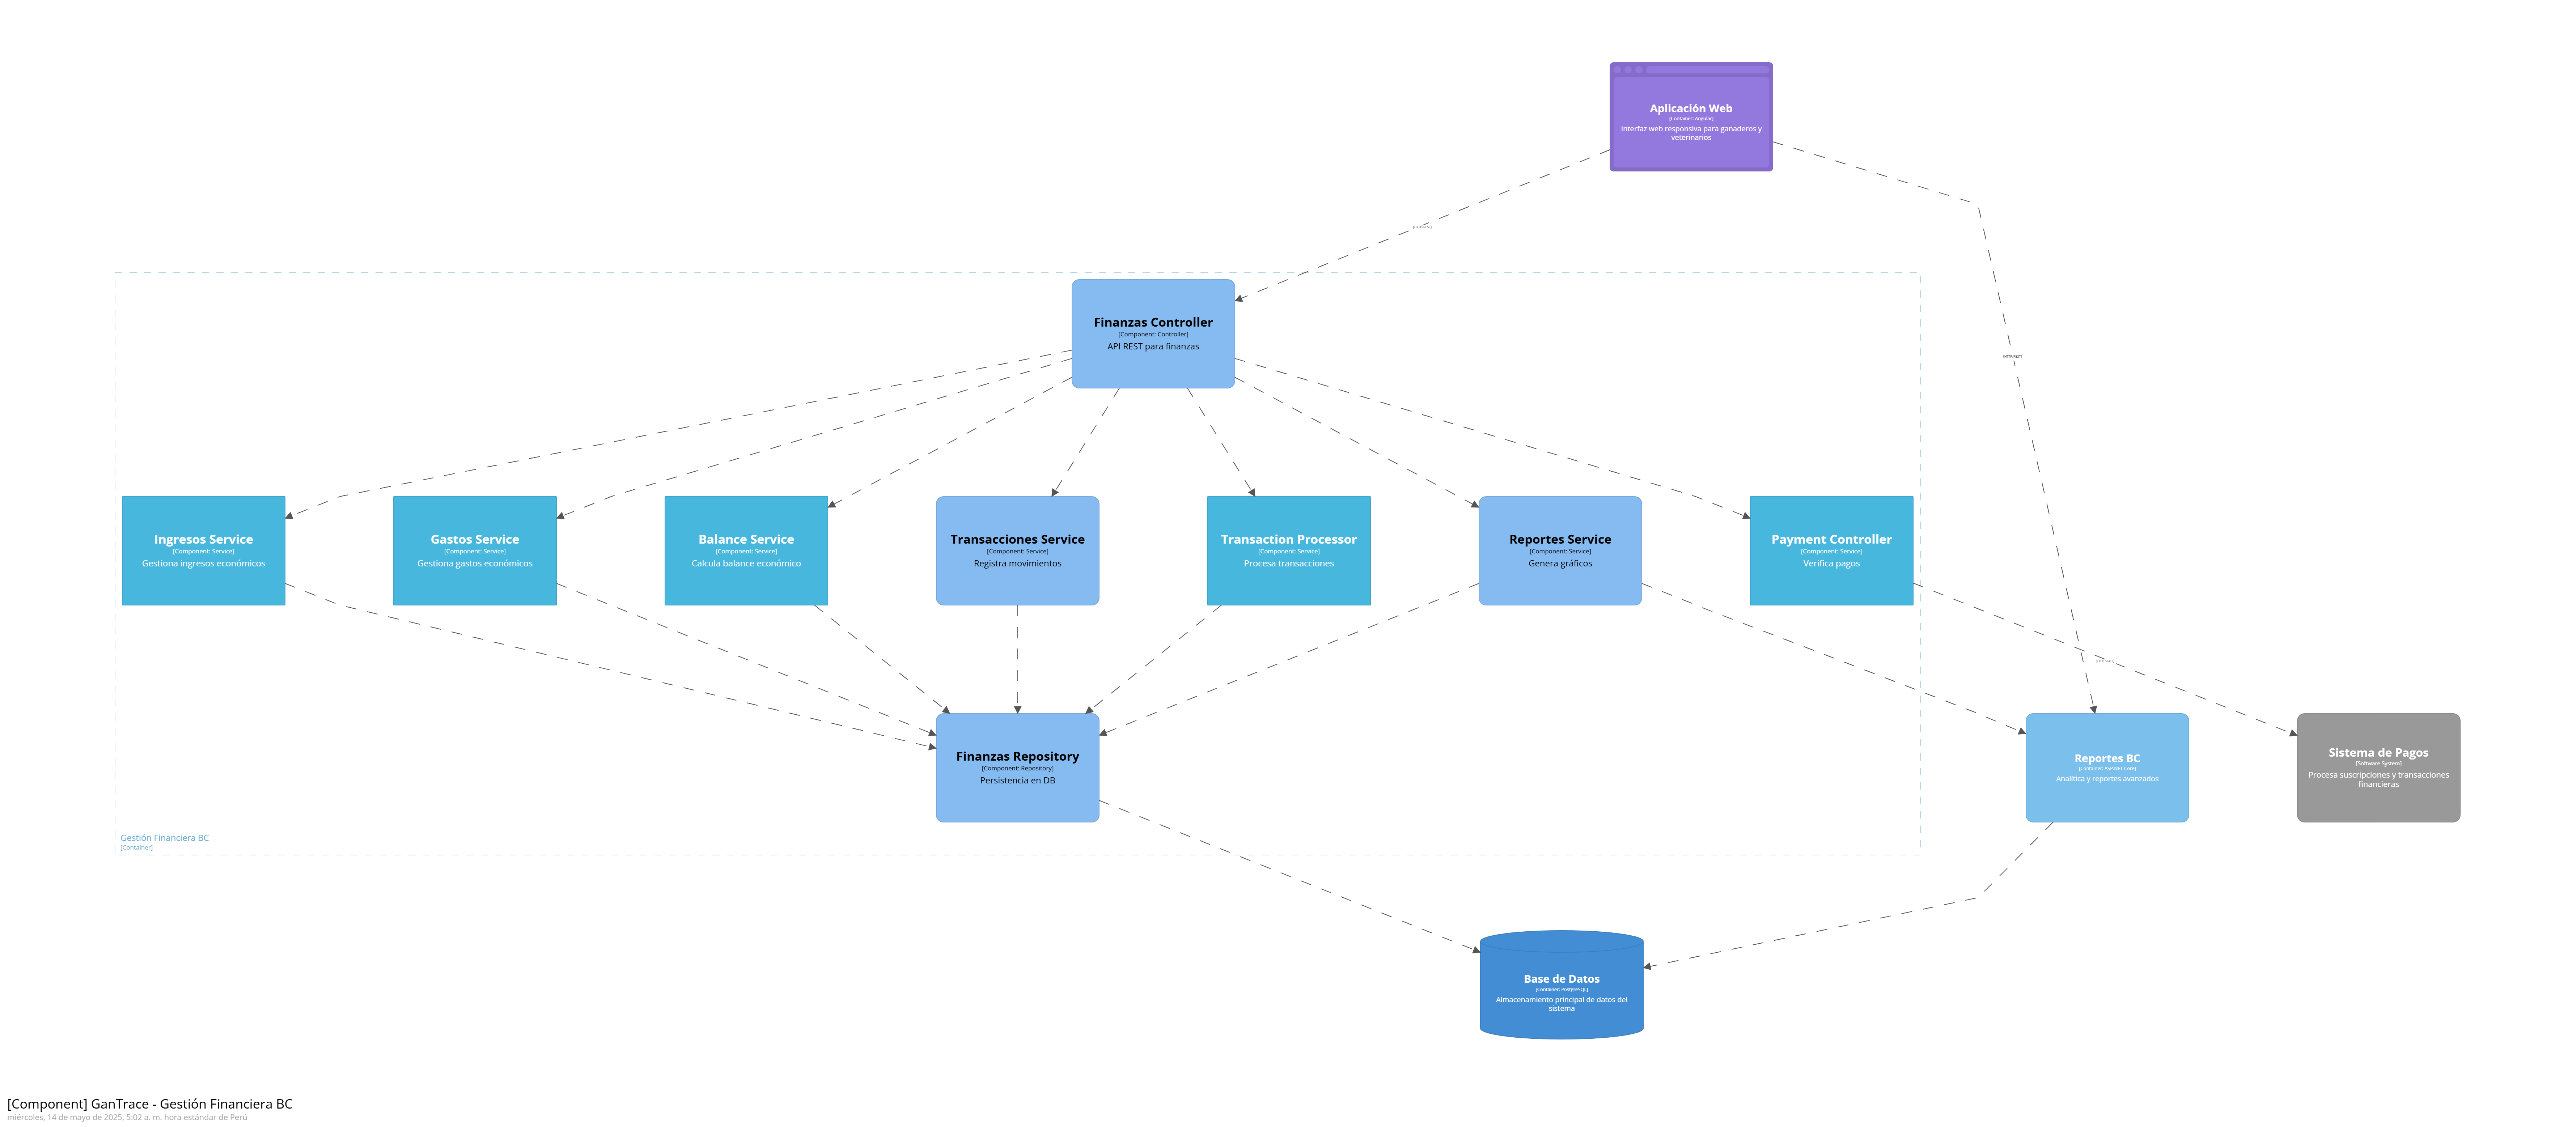 Aplicación Web
[Container: Angular]
Interfaz web responsiva para ganaderos y
veterinarios
Finanzas Controller
[Component: Controller]
API REST para finanzas
Ingresos Service
[Component: Service]
Gestiona ingresos económicos
Gastos Service
[Component: Service]
Gestiona gastos económicos
Balance Service
[Component: Service]
Calcula balance económico
Transacciones Service
[Component: Service]
Registra movimientos
Transaction Processor
[Component: Service]
Procesa transacciones
Reportes Service
[Component: Service]
Genera gráficos
Payment Controller
[Component: Service]
Verifica pagos
Finanzas Repository
[Component: Repository]
Persistencia en DB
Reportes BC
[Container: ASP.NET Core]
Analítica y reportes avanzados
Sistema de Pagos
[Software System]
Procesa suscripciones y transacciones
financieras
Gestión Financiera BC
[Container]
Base de Datos
[Container: PostgreSQL]
Almacenamiento principal de datos del
sistema
[Component] GanTrace - Gestión Financiera BC
miércoles, 14 de mayo de 2025, 5:02 a. m. hora estándar de Perú